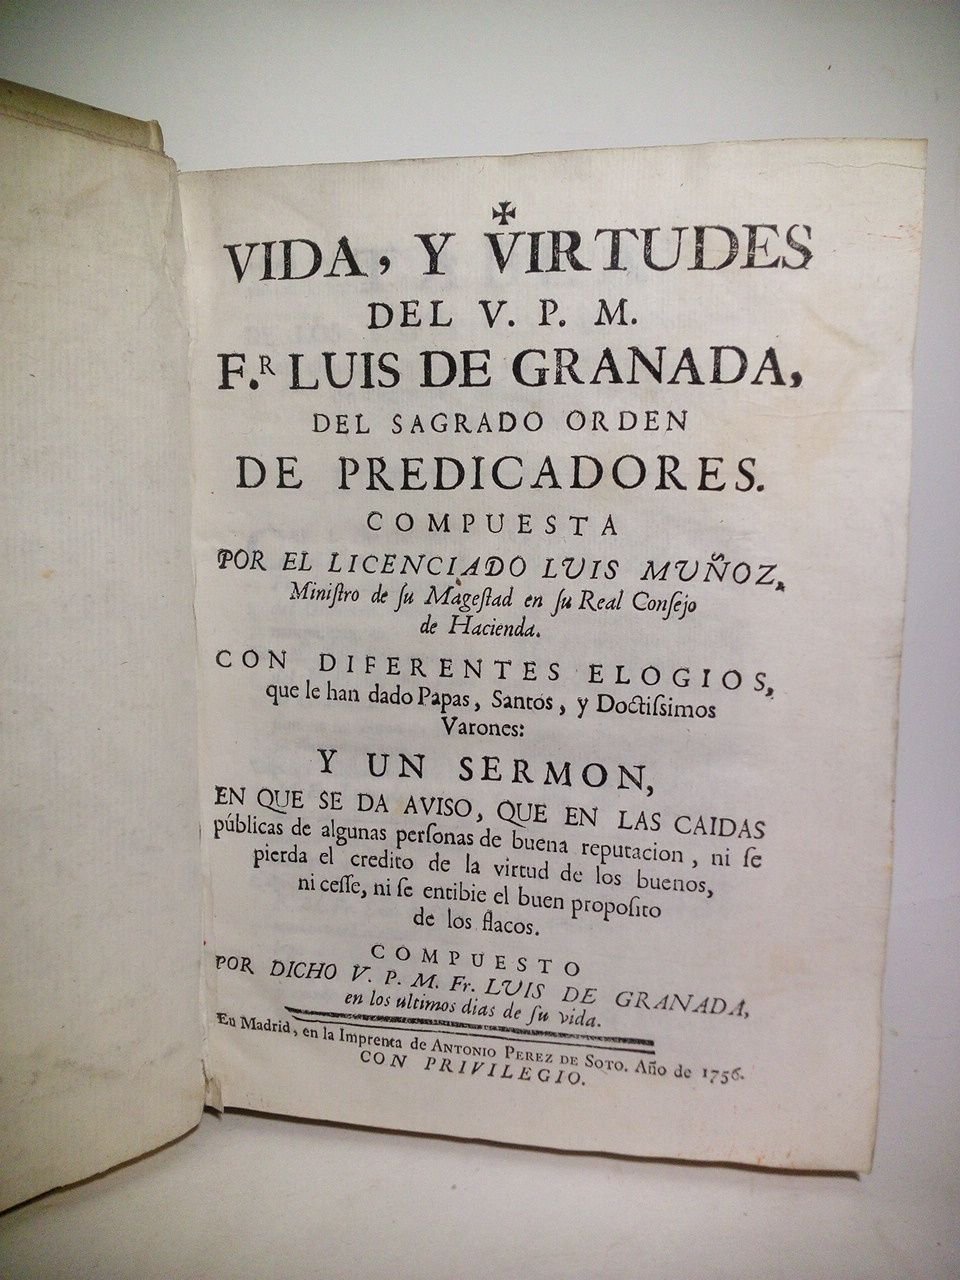 ✠
VIDA, Y VIRTUDES
DEL V. P. M.
F.R LUIS DE GRANADA,
DEL SAGRADO ORDEN
DE PREDICADORES.
COMPUESTA
POR EL LICENCIADO LUIS MUÑOZ,
Miniſtro de ſu Mageſtad en ſu Real Conſejo
de Hacienda.
CON DIFERENTES ELOGIOS,
que le han dado Papas, Santos, y Doctiſsimos
Varones:
Y UN SERMON,
EN QUE SE DA AVISO, QUE EN LAS CAIDAS
públicas de algunas perſonas de buena reputacion, ni ſe
pierda el credito de la virtud de los buenos,
ni ceſſe, ni ſe entibie el buen propoſito
de los flacos.
COMPUESTO
POR DICHO V. P. M. Fr. LUIS DE GRANADA,
en los ultimos dias de ſu vida.
En Madrid, en la Imprenta de ANTONIO PEREZ DE SOTO. Año de 1756.
CON PRIVILEGIO.